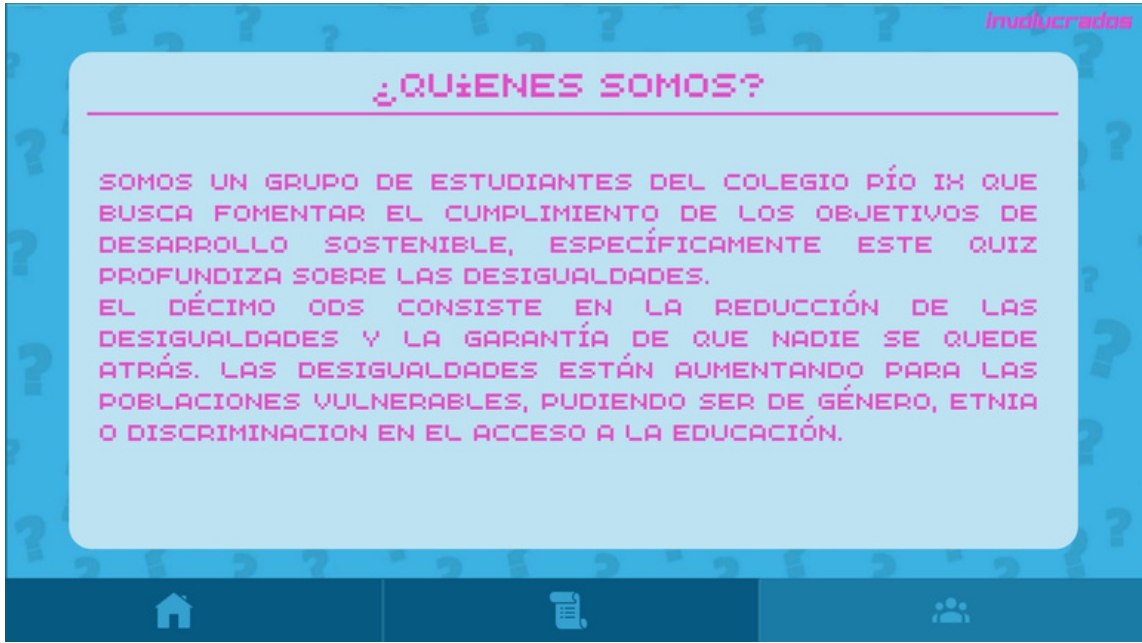 involucrados
¿QUiENES SOMOS?
SOMOS UN GRUPO DE ESTUDIANTES DEL COLEGIO PÍO IX QUE
BUSCA FOMENTAR EL CUMPLIMIENTO DE LOS OBJETIVOS DE
DESARROLLO SOSTENIBLE, ESPECÍFICAMENTE ESTE QUIZ
PROFUNDIZA SOBRE LAS DESIGUALDADES.
EL DÉCIMO ODS CONSISTE EN LA REDUCCIÓN DE LAS
DESIGUALDADES Y LA GARANTÍA DE QUE NADIE SE QUEDE
ATRÁS. LAS DESIGUALDADES ESTÁN AUMENTANDO PARA LAS
POBLACIONES VULNERABLES, PUDIENDO SER DE GÉNERO, ETNIA
O DISCRIMINACION EN EL ACCESO A LA EDUCACIÓN.